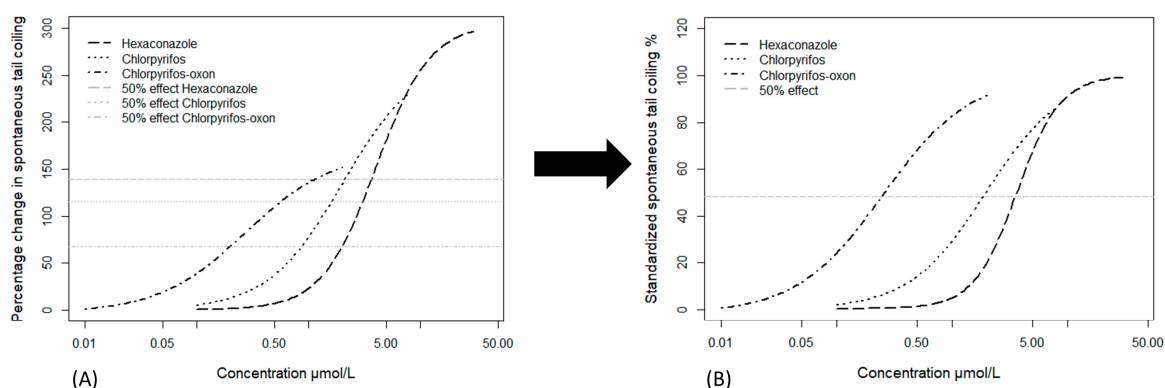 Percentage change in spontaneous tail coiling
300
250
200
150
100
50
0
Hexaconazole
Chlorpyrifos
Chlorpyrifos-oxon
50% effect Hexaconazole
50% effect Chlorpyrifos
50% effect Chlorpyrifos-oxon
0.01
0.05
0.50
5.00
50.00
(A)
Concentration µmol/L
Standardized spontaneous tail coiling %
120
100
80
60
40
20
0
Hexaconazole
Chlorpyrifos
Chlorpyrifos-oxon
50% effect
0.01
0.05
0.50
5.00
50.00
(B)
Concentration µmol/L